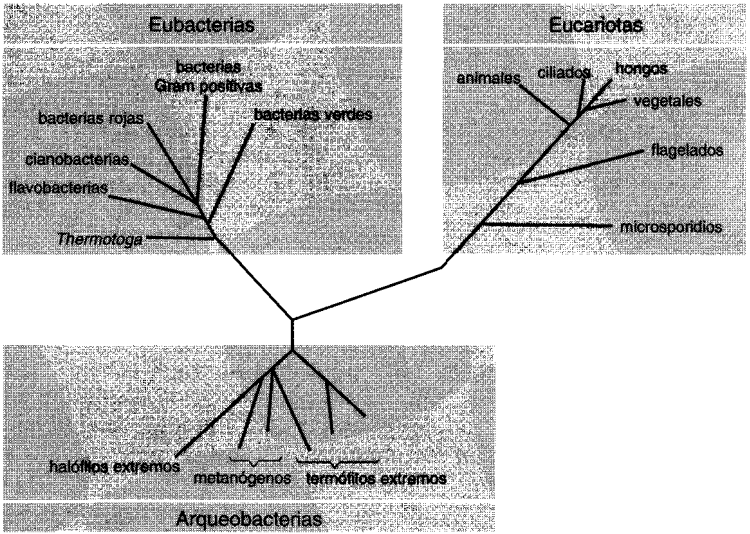 Eubacterias
bacterias
Gram positivas
bacterias rojas
bacterias verdes
cianobacterias
flavobacterias
Thermotoga
Eucariotas
animales
ciliados
hongos
vegetales
flagelados
microsporidios
halófilos extremos
metanógenos
termófilos extremos
Arqueobacterias